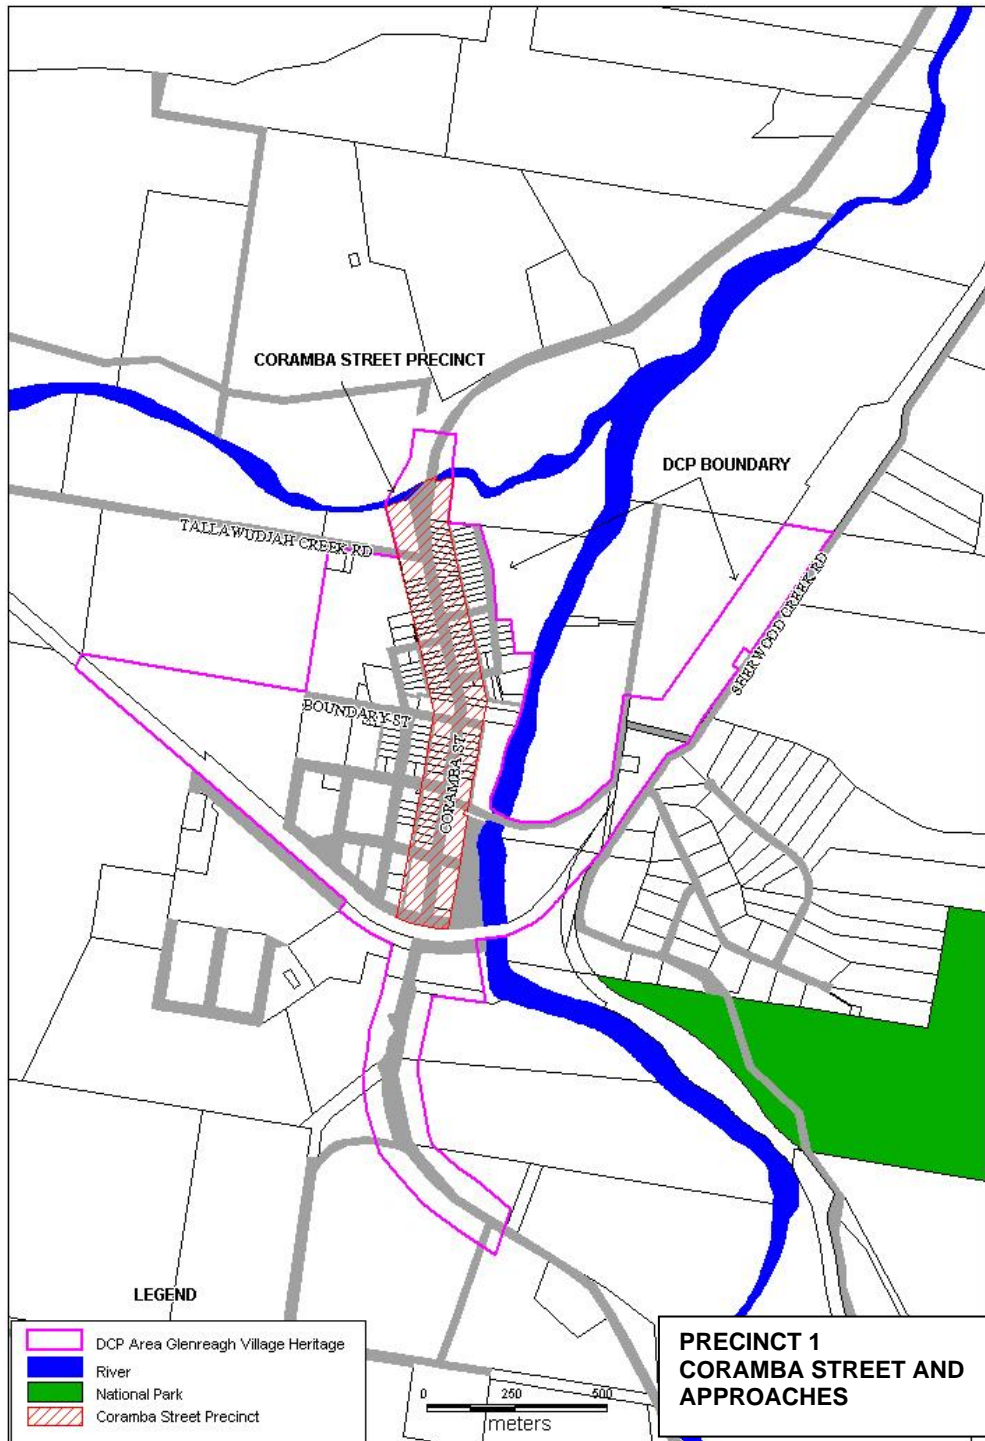 CORAMBA STREET PRECINCT
DCP BOUNDARY
TALLAWUDJAH CREEK RD
SHERWOOD CREEK RD
BOUNDARY ST
CORAMBA ST
LEGEND
DCP Area Glenreagh Village Heritage
River
National Park
Coramba Street Precinct
0 250 500
meters
PRECINCT 1
CORAMBA STREET AND
APPROACHES